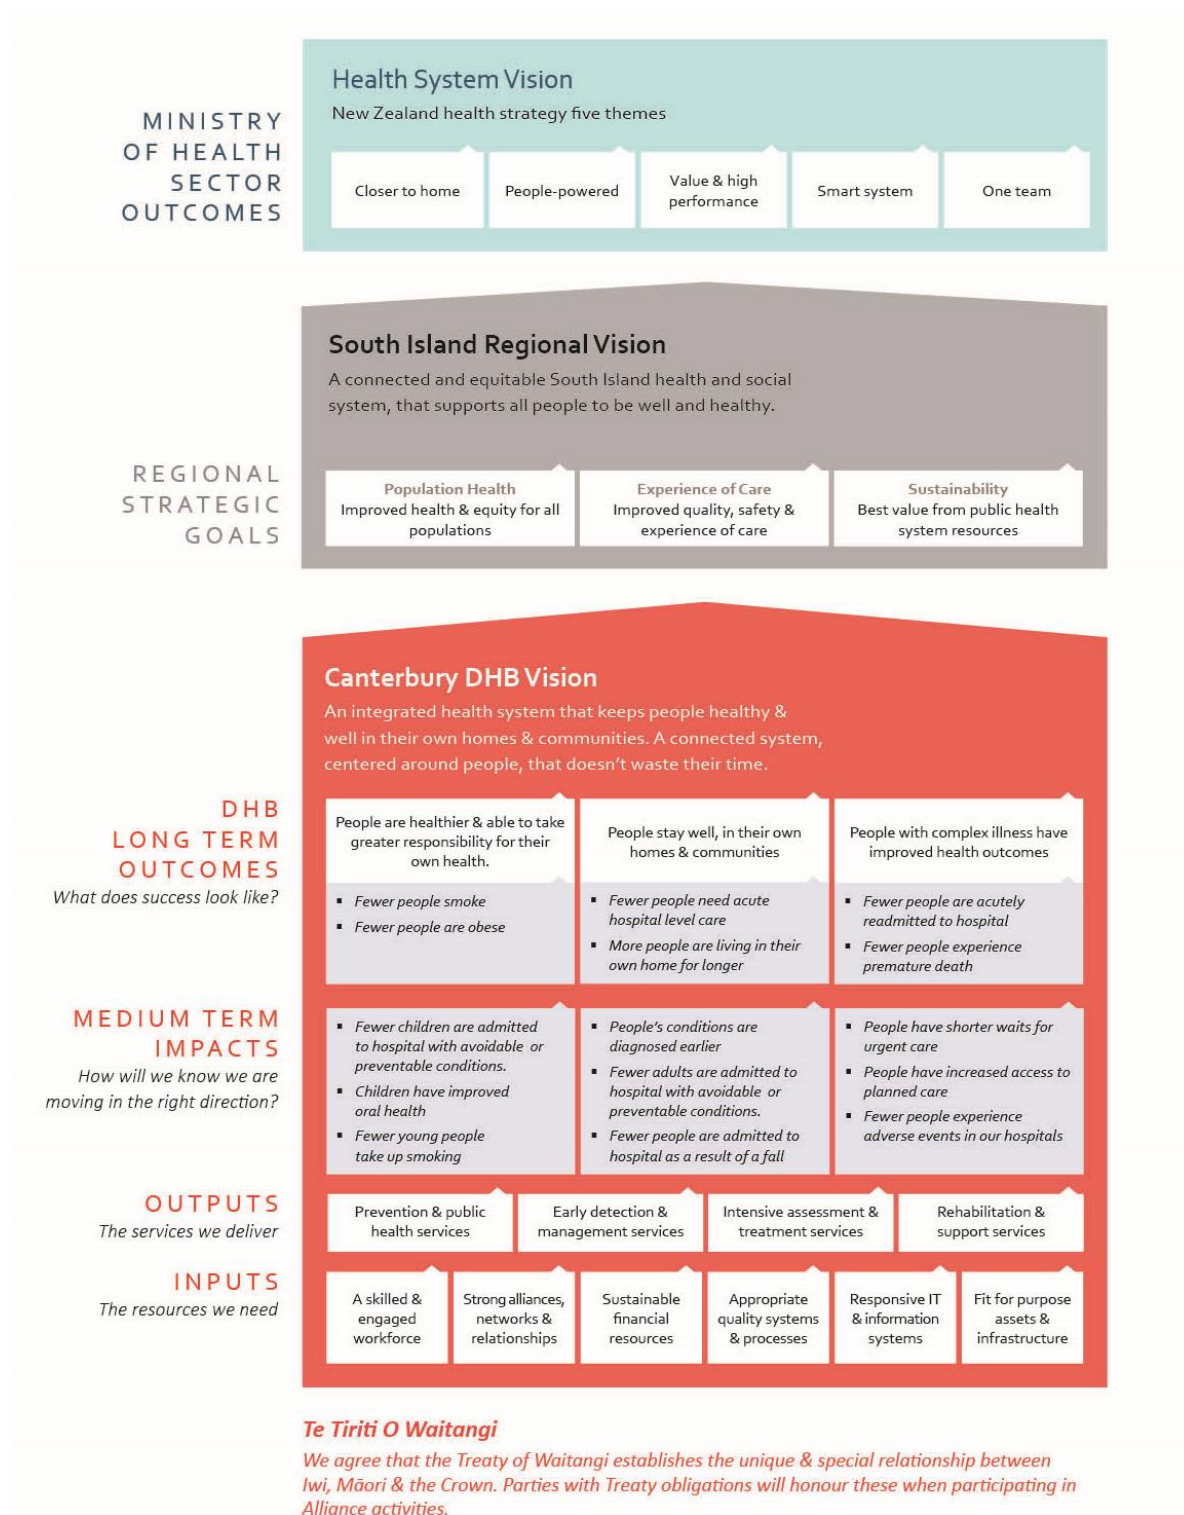 MINISTRY
OF HEALTH
SECTOR
OUTCOMES
Health System Vision
New Zealand health strategy five themes
Closer to home
People-powered
Value & high
performance
Smart system
One team
REGIONAL
STRATEGIC
GOALS
South Island Regional Vision
A connected and equitable South Island health and social
system, that supports all people to be well and healthy.
Population Health
Improved health & equity for all
populations
Experience of Care
Improved quality, safety &
experience of care
Sustainability
Best value from public health
system resources
Canterbury DHB Vision
An integrated health system that keeps people healthy &
well in their own homes & communities. A connected system,
centered around people, that doesn't waste their time.
DHB
LONG TERM
OUTCOMES
What does success look like?
People are healthier & able to take
greater responsibility for their
own health.
▪ Fewer people smoke
▪ Fewer people are obese
People stay well, in their own
homes & communities
▪ Fewer people need acute
hospital level care
▪ More people are living in their
own home for longer
People with complex illness have
improved health outcomes
▪ Fewer people are acutely
readmitted to hospital
▪ Fewer people experience
premature death
MEDIUM TERM
IMPACTS
How will we know we are
moving in the right direction?
▪ Fewer children are admitted
to hospital with avoidable or
preventable conditions.
▪ Children have improved
oral health
▪ Fewer young people
take up smoking
▪ People's conditions are
diagnosed earlier
▪ Fewer adults are admitted to
hospital with avoidable or
preventable conditions.
▪ Fewer people are admitted to
hospital as a result of a fall
▪ People have shorter waits for
urgent care
▪ People have increased access to
planned care
▪ Fewer people experience
adverse events in our hospitals
OUTPUTS
The services we deliver
Prevention & public
health services
Early detection &
management services
Intensive assessment &
treatment services
Rehabilitation &
support services
INPUTS
The resources we need
A skilled &
engaged
workforce
Strong alliances,
networks &
relationships
Sustainable
financial
resources
Appropriate
quality systems
& processes
Responsive IT
& information
systems
Fit for purpose
assets &
infrastructure
Te Tiriti O Waitangi
We agree that the Treaty of Waitangi establishes the unique & special relationship between
Iwi, Māori & the Crown. Parties with Treaty obligations will honour these when participating in
Alliance activities.